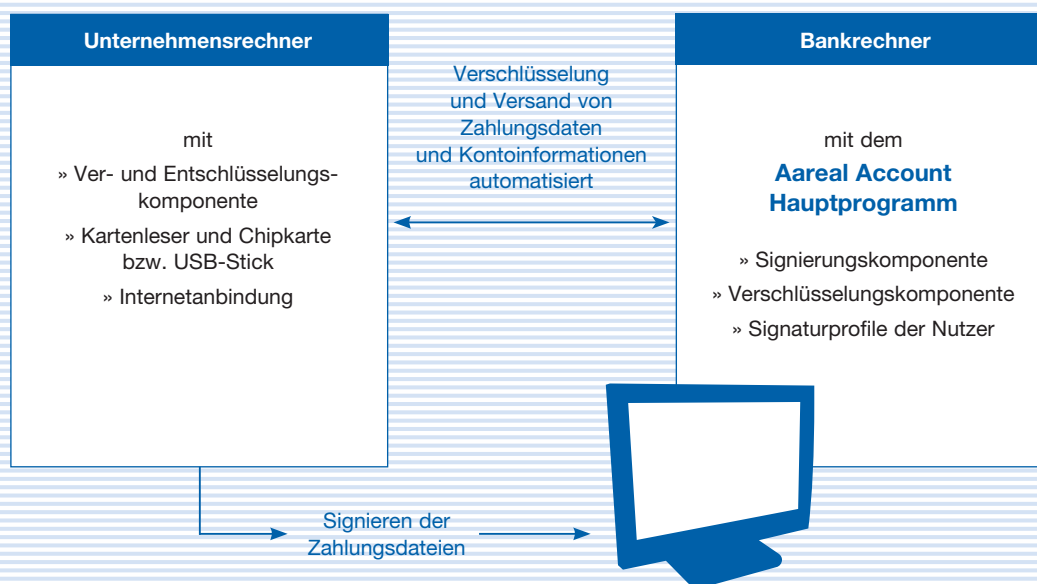 Unternehmensrechner
mit
» Ver- und Entschlüsselungs-
komponente
» Kartenleser und Chipkarte
bzw. USB-Stick
» Internetanbindung
Verschlüsselung
und Versand von
Zahlungsdaten
und Kontoinformationen
automatisiert
Bankrechner
mit dem
Aareal Account
Hauptprogramm
» Signierungskomponente
» Verschlüsselungskomponente
» Signaturprofile der Nutzer
Signieren der
Zahlungsdateien